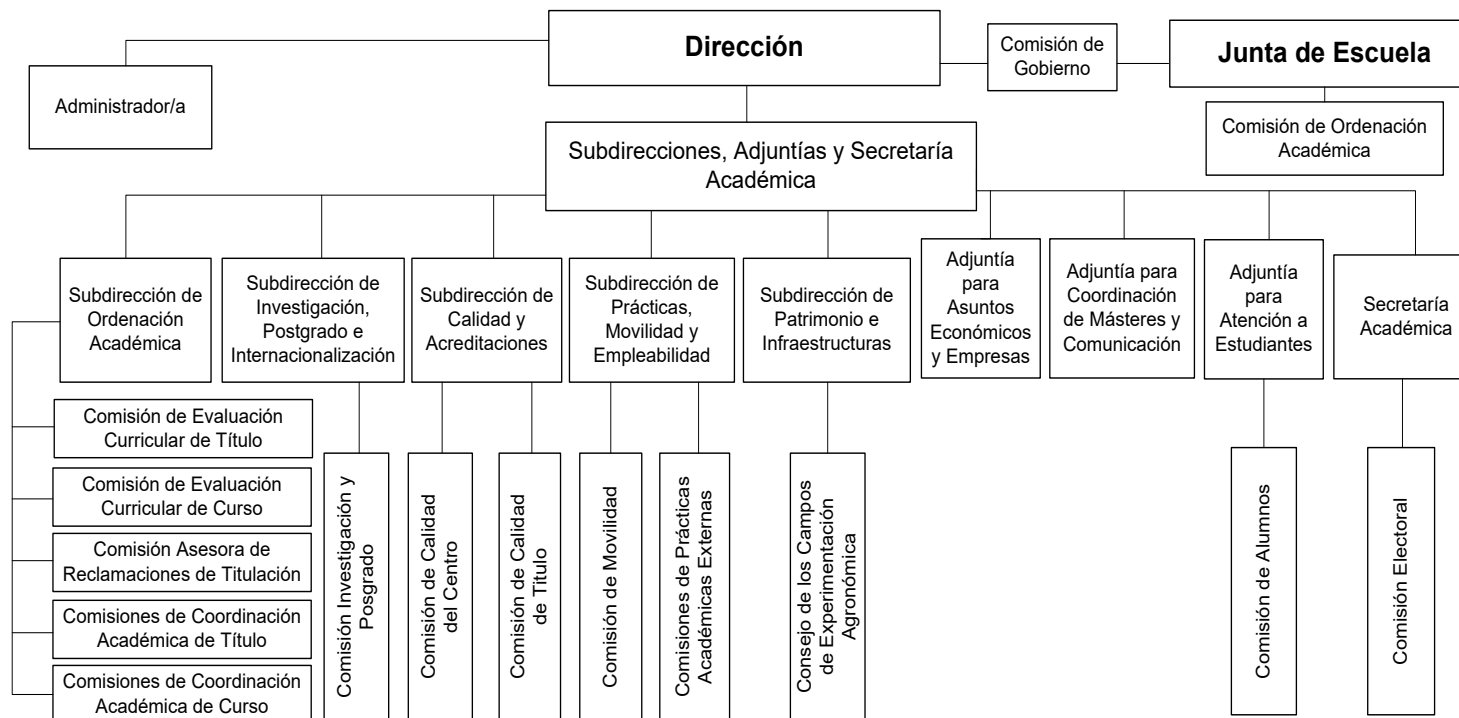 Dirección
Comisión de
Gobierno
Junta de Escuela
Administrador/a
Comisión de Ordenación
Académica
Subdirecciones, Adjuntías y Secretaría
Académica
Subdirección de
Ordenación
Académica
Subdirección de
Investigación,
Postgrado e
Internacionalización
Subdirección de
Calidad y
Acreditaciones
Subdirección de
Prácticas,
Movilidad y
Empleabilidad
Subdirección de
Patrimonio e
Infraestructuras
Adjuntía
para
Asuntos
Económicos
y Empresas
Adjuntía para
Coordinación
de Másteres y
Comunicación
Adjuntía
para
Atención a
Estudiantes
Secretaría
Académica
Comisión de Evaluación
Curricular de Título
Comisión de Evaluación
Curricular de Curso
Comisión Asesora de
Reclamaciones de Titulación
Comisiones de Coordinación
Académica de Título
Comisiones de Coordinación
Académica de Curso
Comisión Investigación y
Posgrado
Comisión de Calidad
del Centro
Comisión de Calidad
de Titulo
Comisión de Movilidad
Comisiones de Prácticas
Académicas Externas
Consejo de los Campos
de Experimentación
Agronómica
Comisión de Alumnos
Comisión Electoral